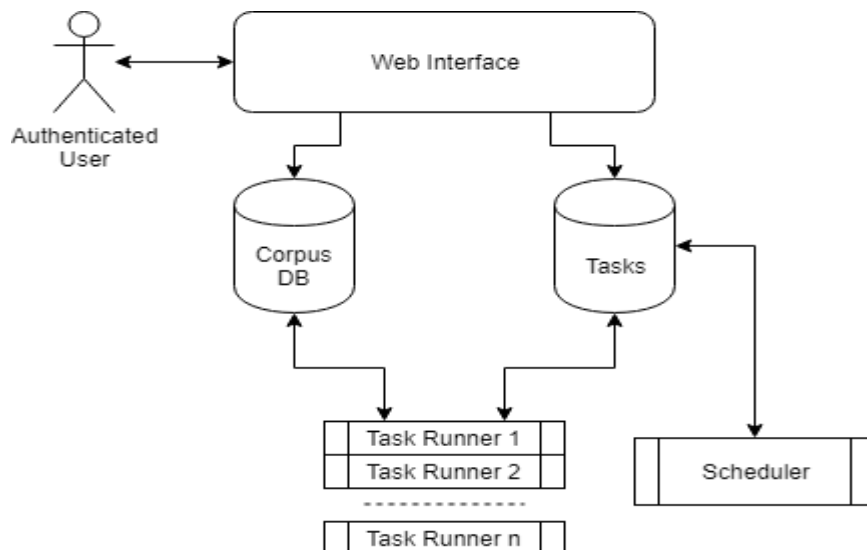 Web Interface
Authenticated
User
Corpus
DB
Tasks
Task Runner 1
Task Runner 2
Scheduler
Task Runner n